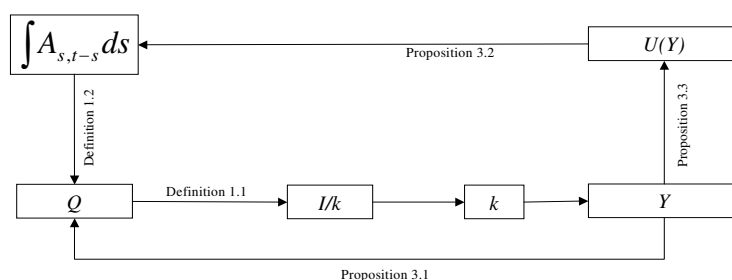 ∫A_{s,t−s}ds
U(Y)
Proposition 3.2
Definition 1.2
Proposition 3.3
Q
Definition 1.1
I/k
k
Y
Proposition 3.1